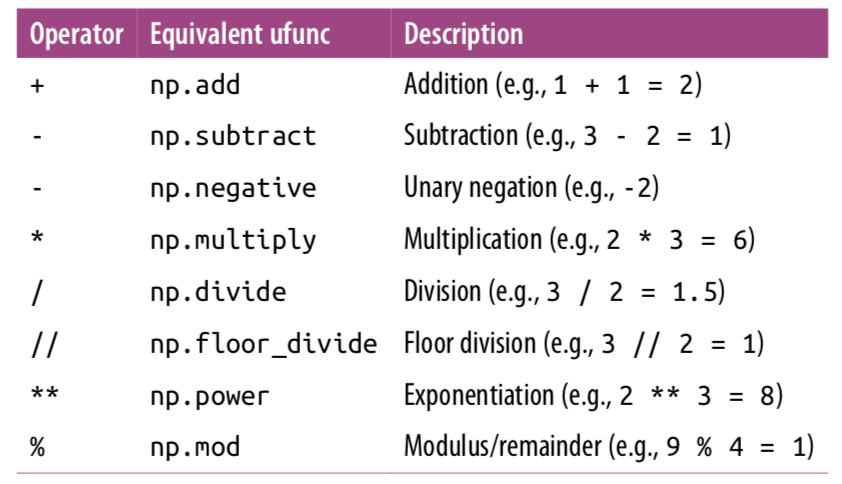 Operator Equivalent ufunc Description
+ np.add Addition (e.g., 1 + 1 = 2)
- np.subtract Subtraction (e.g., 3 - 2 = 1)
- np.negative Unary negation (e.g., -2)
* np.multiply Multiplication (e.g., 2 * 3 = 6)
/ np.divide Division (e.g., 3 / 2 = 1.5)
// np.floor_divide Floor division (e.g., 3 // 2 = 1)
** np.power Exponentiation (e.g., 2 ** 3 = 8)
% np.mod Modulus/remainder (e.g., 9 % 4 = 1)